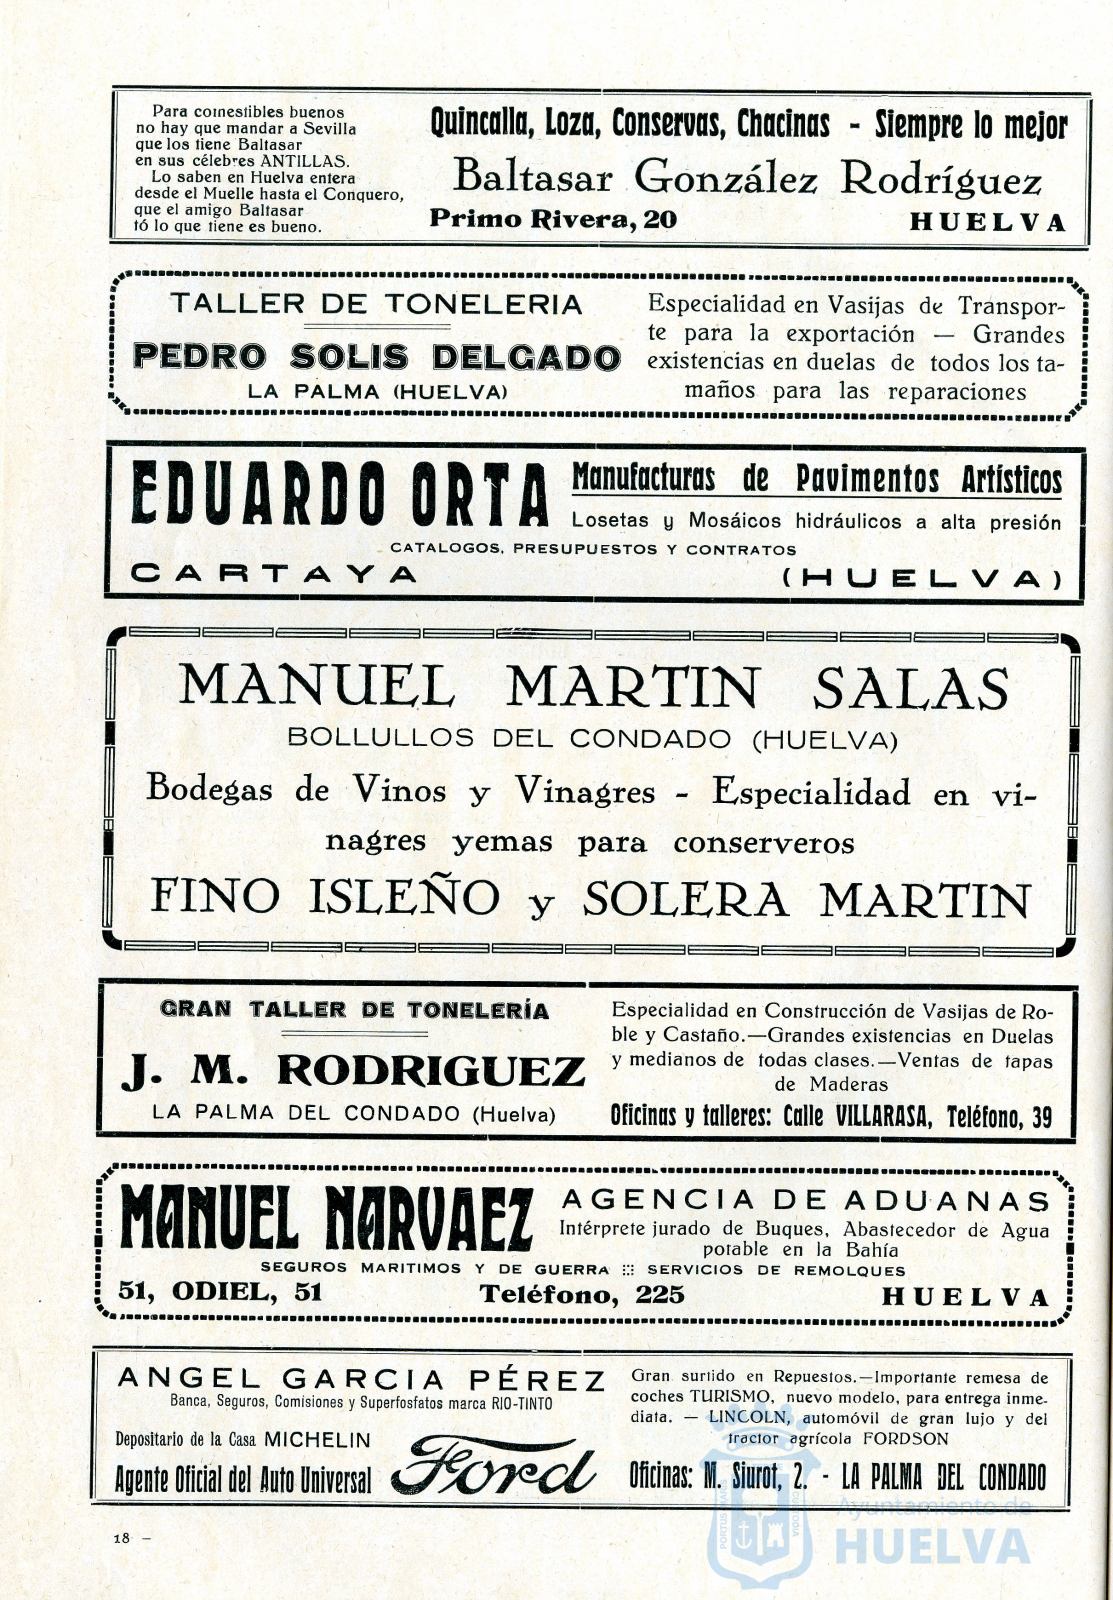 Para comestibles buenos
no hay que mandar a Sevilla
que los tiene Baltasar
en sus célebres ANTILLAS.
Lo saben en Huelva entera
desde el Muelle hasta el Conquero,
que el amigo Baltasar
tó lo que tiene es bueno.
Quincalla, Loza, Conservas, Chacinas - Siempre lo mejor
Baltasar González Rodríguez
Primo Rivera, 20 HUELVA
TALLER DE TONELERIA
PEDRO SOLIS DELGADO
LA PALMA (HUELVA)
Especialidad en Vasijas de Transpor-
te para la exportación — Grandes
existencias en duelas de todos los ta-
maños para las reparaciones
EDUARDO ORTA
Manufacturas de Pavimentos Artísticos
Losetas y Mosáicos hidráulicos a alta presión
CATALOGOS, PRESUPUESTOS Y CONTRATOS
CARTAYA (HUELVA)
MANUEL MARTIN SALAS
BOLLULLOS DEL CONDADO (HUELVA)
Bodegas de Vinos y Vinagres - Especialidad en vi-
nagres yemas para conserveros
FINO ISLEÑO y SOLERA MARTIN
GRAN TALLER DE TONELERÍA
J. M. RODRIGUEZ
LA PALMA DEL CONDADO (Huelva)
Especialidad en Construcción de Vasijas de Ro-
ble y Castaño.—Grandes existencias en Duelas
y medianos de todas clases.—Ventas de tapas
de Maderas
Oficinas y talleres: Calle VILLARASA, Teléfono, 39
MANUEL NARVAEZ
AGENCIA DE ADUANAS
Intérprete jurado de Buques, Abastecedor de Agua
potable en la Bahía
SEGUROS MARITIMOS Y DE GUERRA :::: SERVICIOS DE REMOLQUES
51, ODIEL, 51 Teléfono, 225 HUELVA
ANGEL GARCIA PÉREZ
Banca, Seguros, Comisiones y Superfosfatos marca RIO-TINTO
Depositario de la Casa MICHELIN
Agente Oficial del Auto Universal Ford
Gran surtido en Repuestos.—Importante remesa de
coches TURISMO, nuevo modelo, para entrega inme-
diata. — LINCOLN, automóvil de gran lujo y del
tractor agrícola FORDSON
Oficinas: M. Siurot, 2. - LA PALMA DEL CONDADO
18 —
Ayuntamiento de
HUELVA